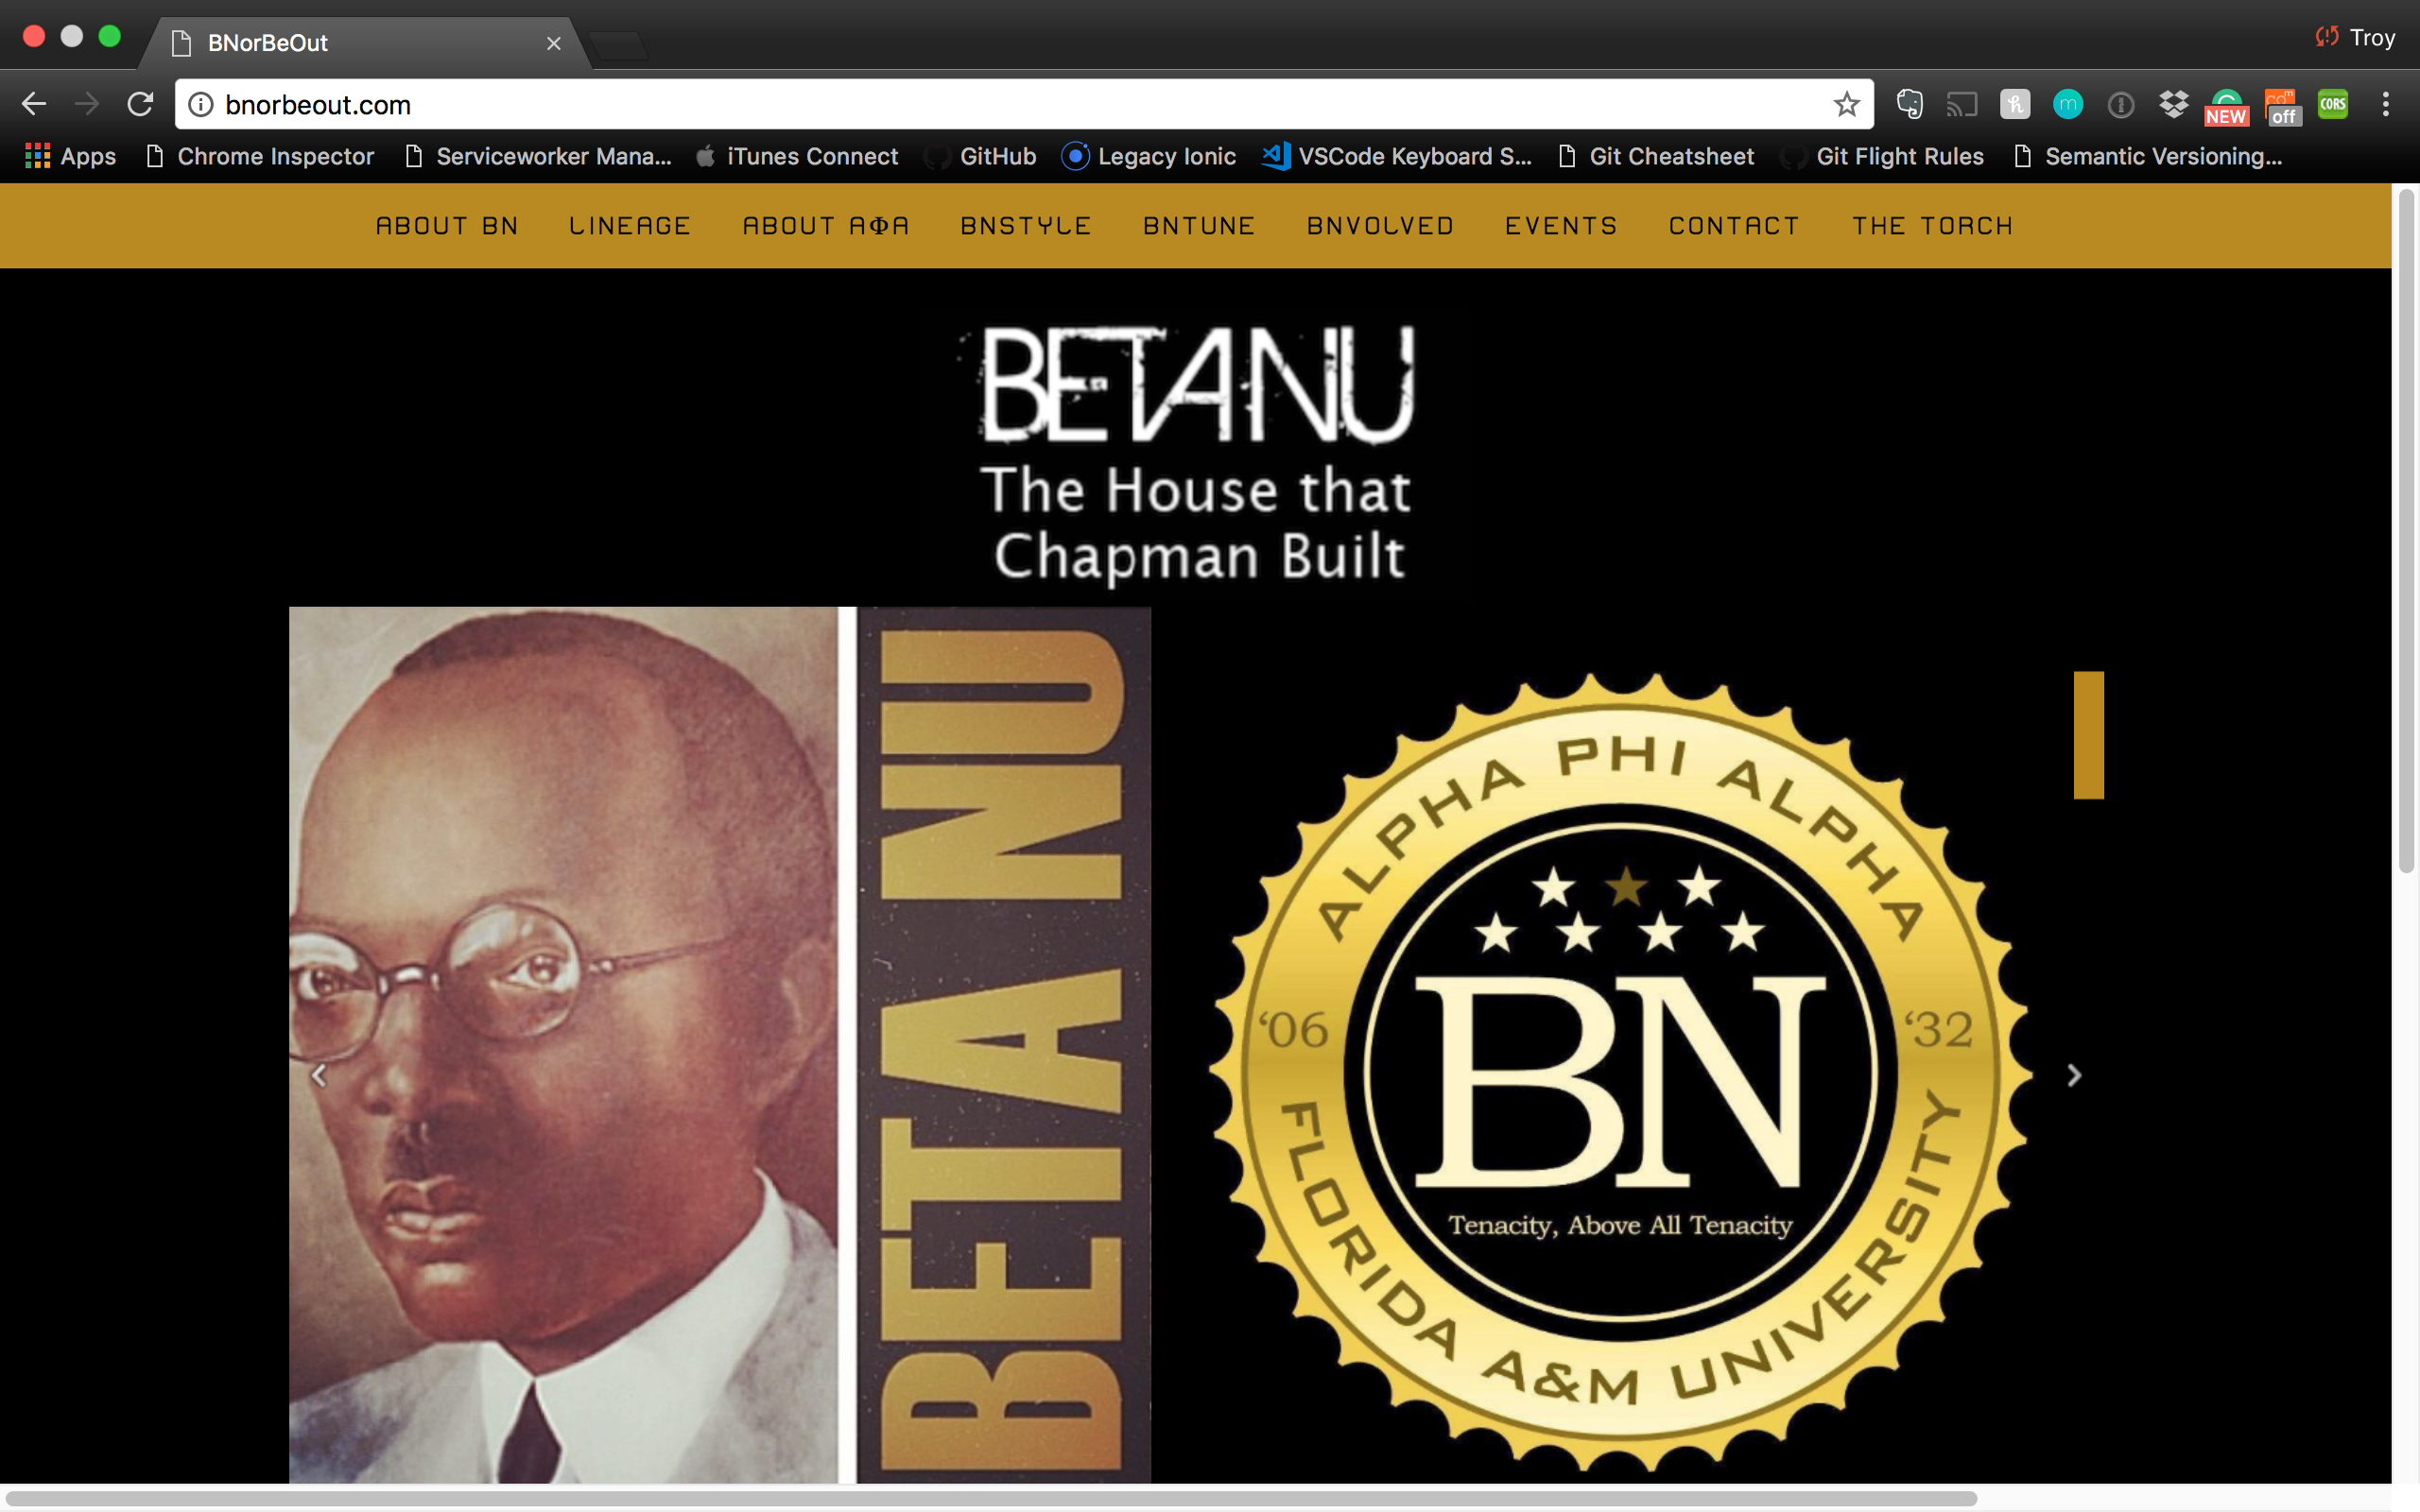 BNorBeOut
Troy
bnorbeout.com
NEW
com
off
CORS
Apps
Chrome Inspector
Serviceworker Mana...
iTunes Connect
GitHub
Legacy Ionic
VSCode Keyboard S...
Git Cheatsheet
Git Flight Rules
Semantic Versioning...
ABOUT BN
LINEAGE
ABOUT AΦA
BNSTYLE
BNTUNE
BNVOLVED
EVENTS
CONTACT
THE TORCH
BETANU
The House that
Chapman Built
BETA NU
ALPHA PHI ALPHA
‘06
‘32
BN
Tenacity, Above All Tenacity
FLORIDA A&M UNIVERSITY